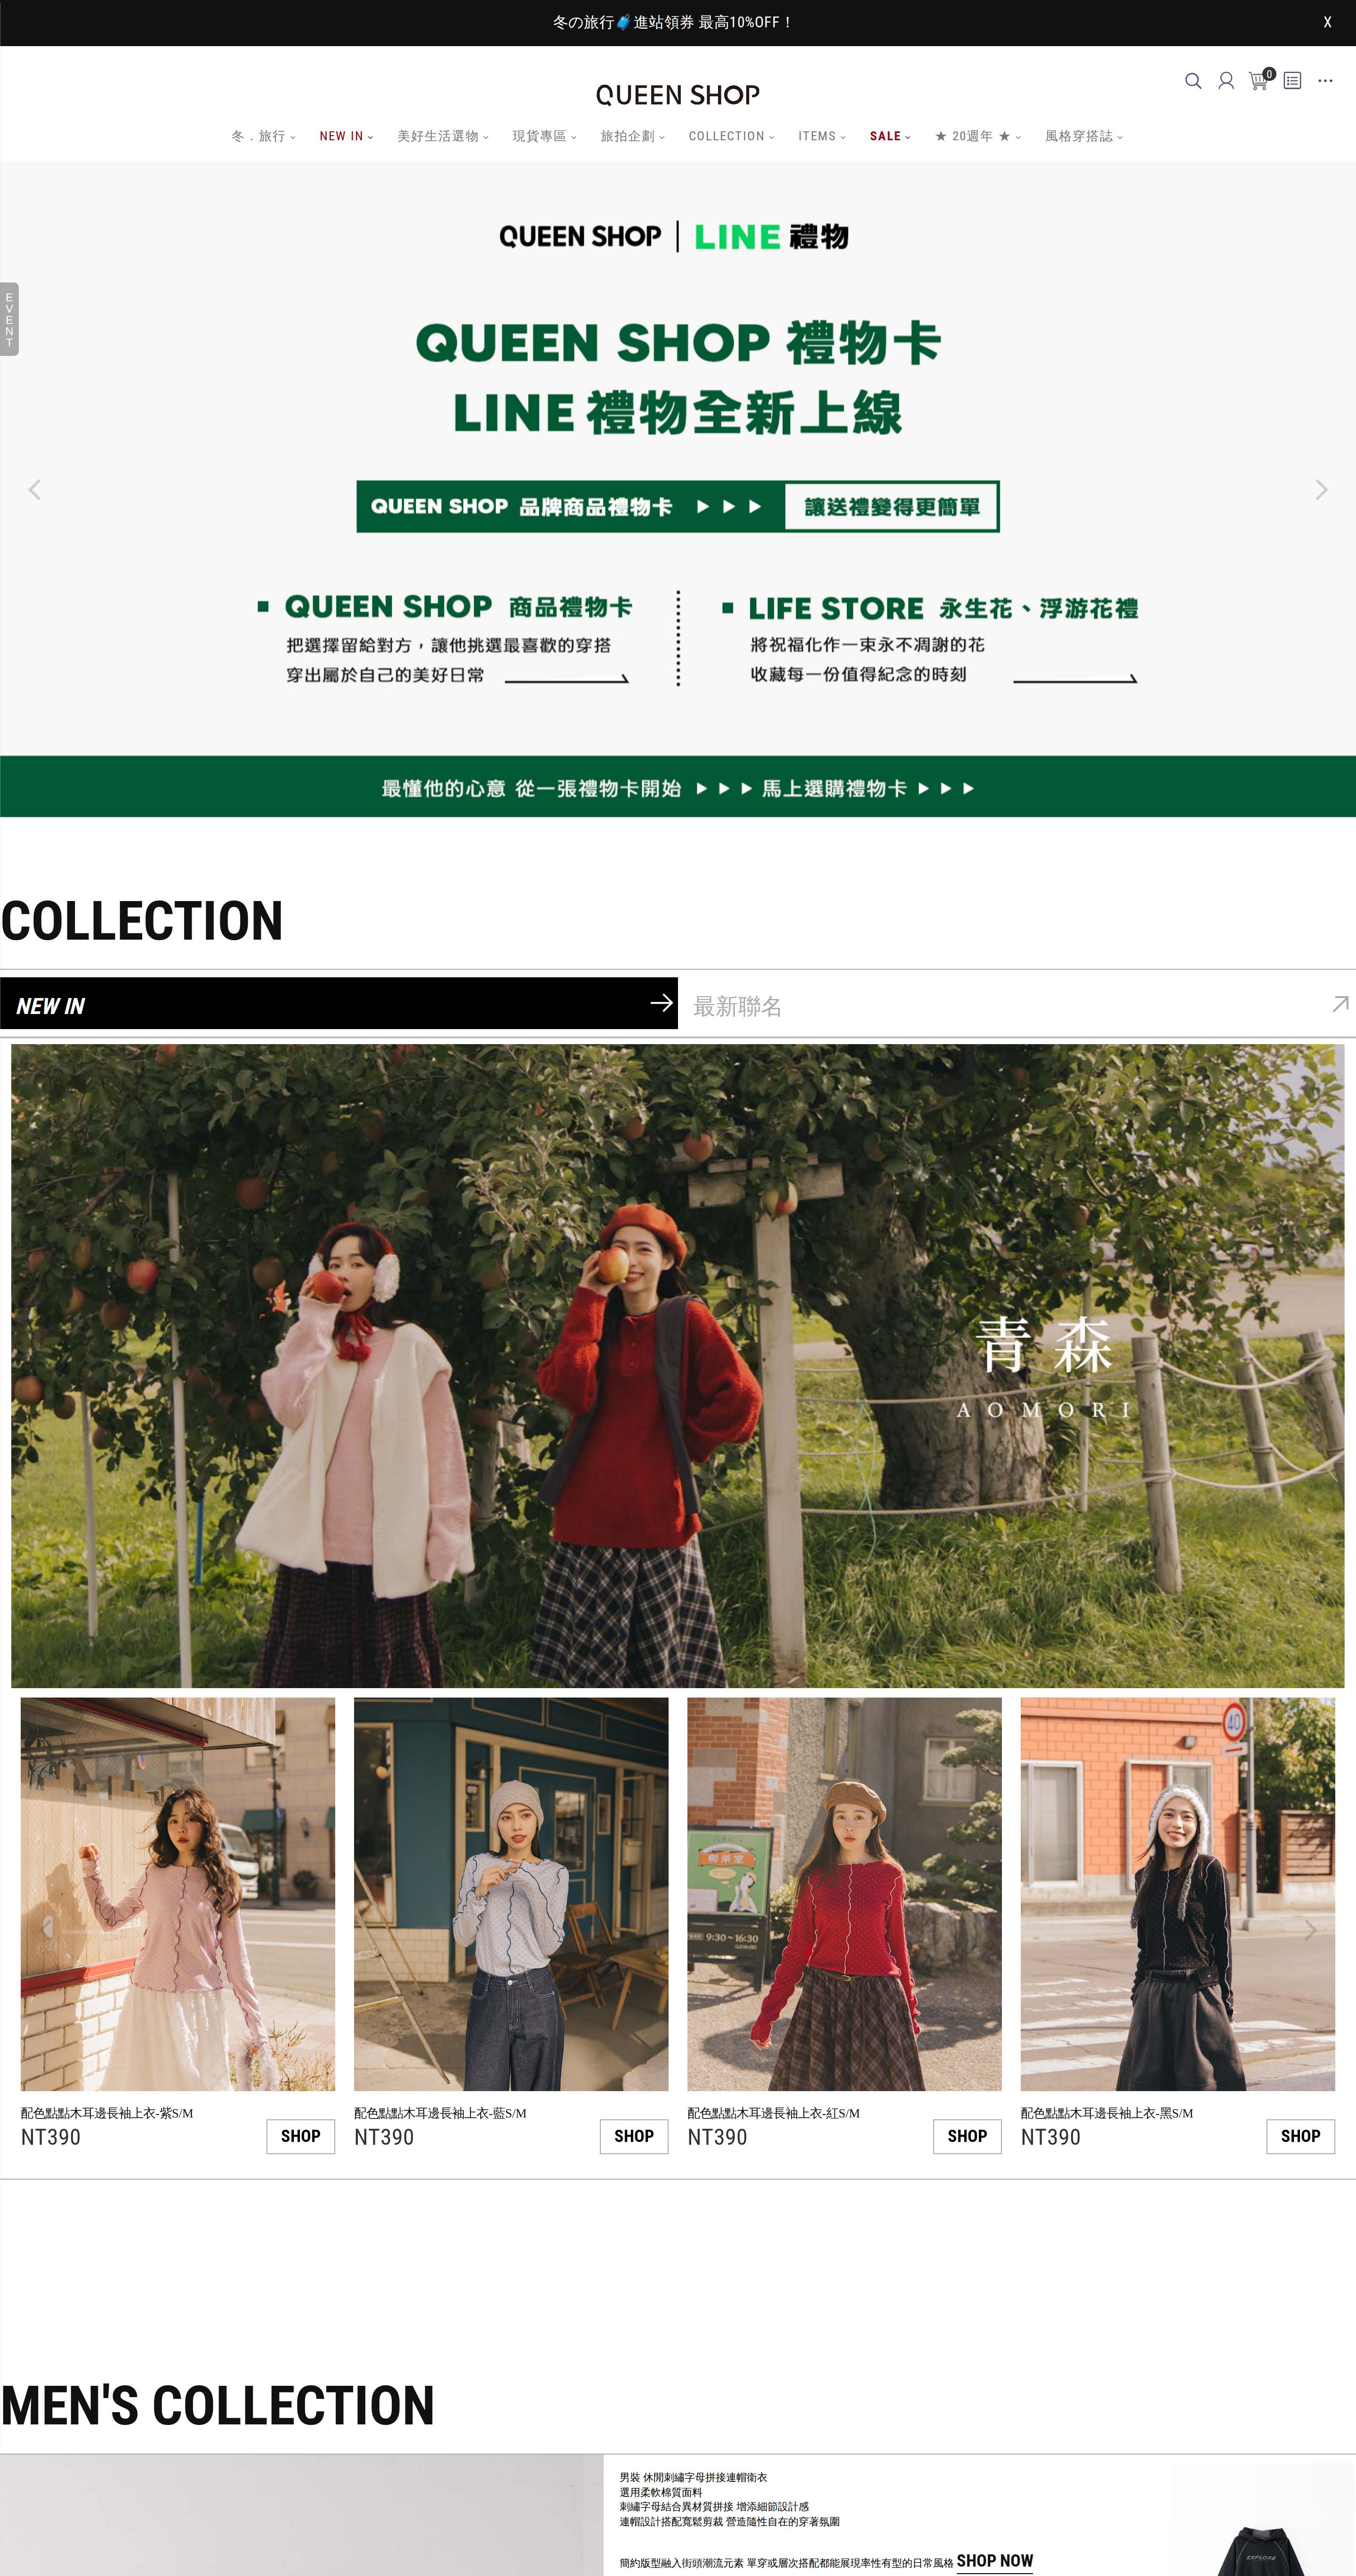 冬の旅行🧳進站領券 最高10%OFF！
X
0
QUEEN SHOP
冬．旅行
NEW IN
美好生活選物
現貨專區
旅拍企劃
COLLECTION
ITEMS
SALE
★ 20週年 ★
風格穿搭誌
QUEEN SHOP | LINE 禮物
EVENT
QUEEN SHOP 禮物卡
LINE 禮物全新上線
QUEEN SHOP 品牌商品禮物卡 ▶ ▶ ▶ 讓送禮變得更簡單
■ QUEEN SHOP 商品禮物卡
把選擇留給對方，讓他挑選最喜歡的穿搭
穿出屬於自己的美好日常
■ LIFE STORE 永生花、浮游花禮
將祝福化作一束永不凋謝的花
收藏每一份值得紀念的時刻
最懂他的心意 從一張禮物卡開始 ▶ ▶ ▶ 馬上選購禮物卡 ▶ ▶ ▶
COLLECTION
NEW IN
最新聯名
青森
AOMORI
40
9:30~16:30
配色點點木耳邊長袖上衣-紫S/M
NT390
SHOP
配色點點木耳邊長袖上衣-藍S/M
NT390
SHOP
配色點點木耳邊長袖上衣-紅S/M
NT390
SHOP
配色點點木耳邊長袖上衣-黑S/M
NT390
SHOP
MEN'S COLLECTION
男裝 休閒刺繡字母拼接連帽衛衣
選用柔軟棉質面料
刺繡字母結合異材質拼接 增添細節設計感
連帽設計搭配寬鬆剪裁 營造隨性自在的穿著氛圍
簡約版型融入街頭潮流元素 單穿或層次搭配都能展現率性有型的日常風格 SHOP NOW
EXPLORE